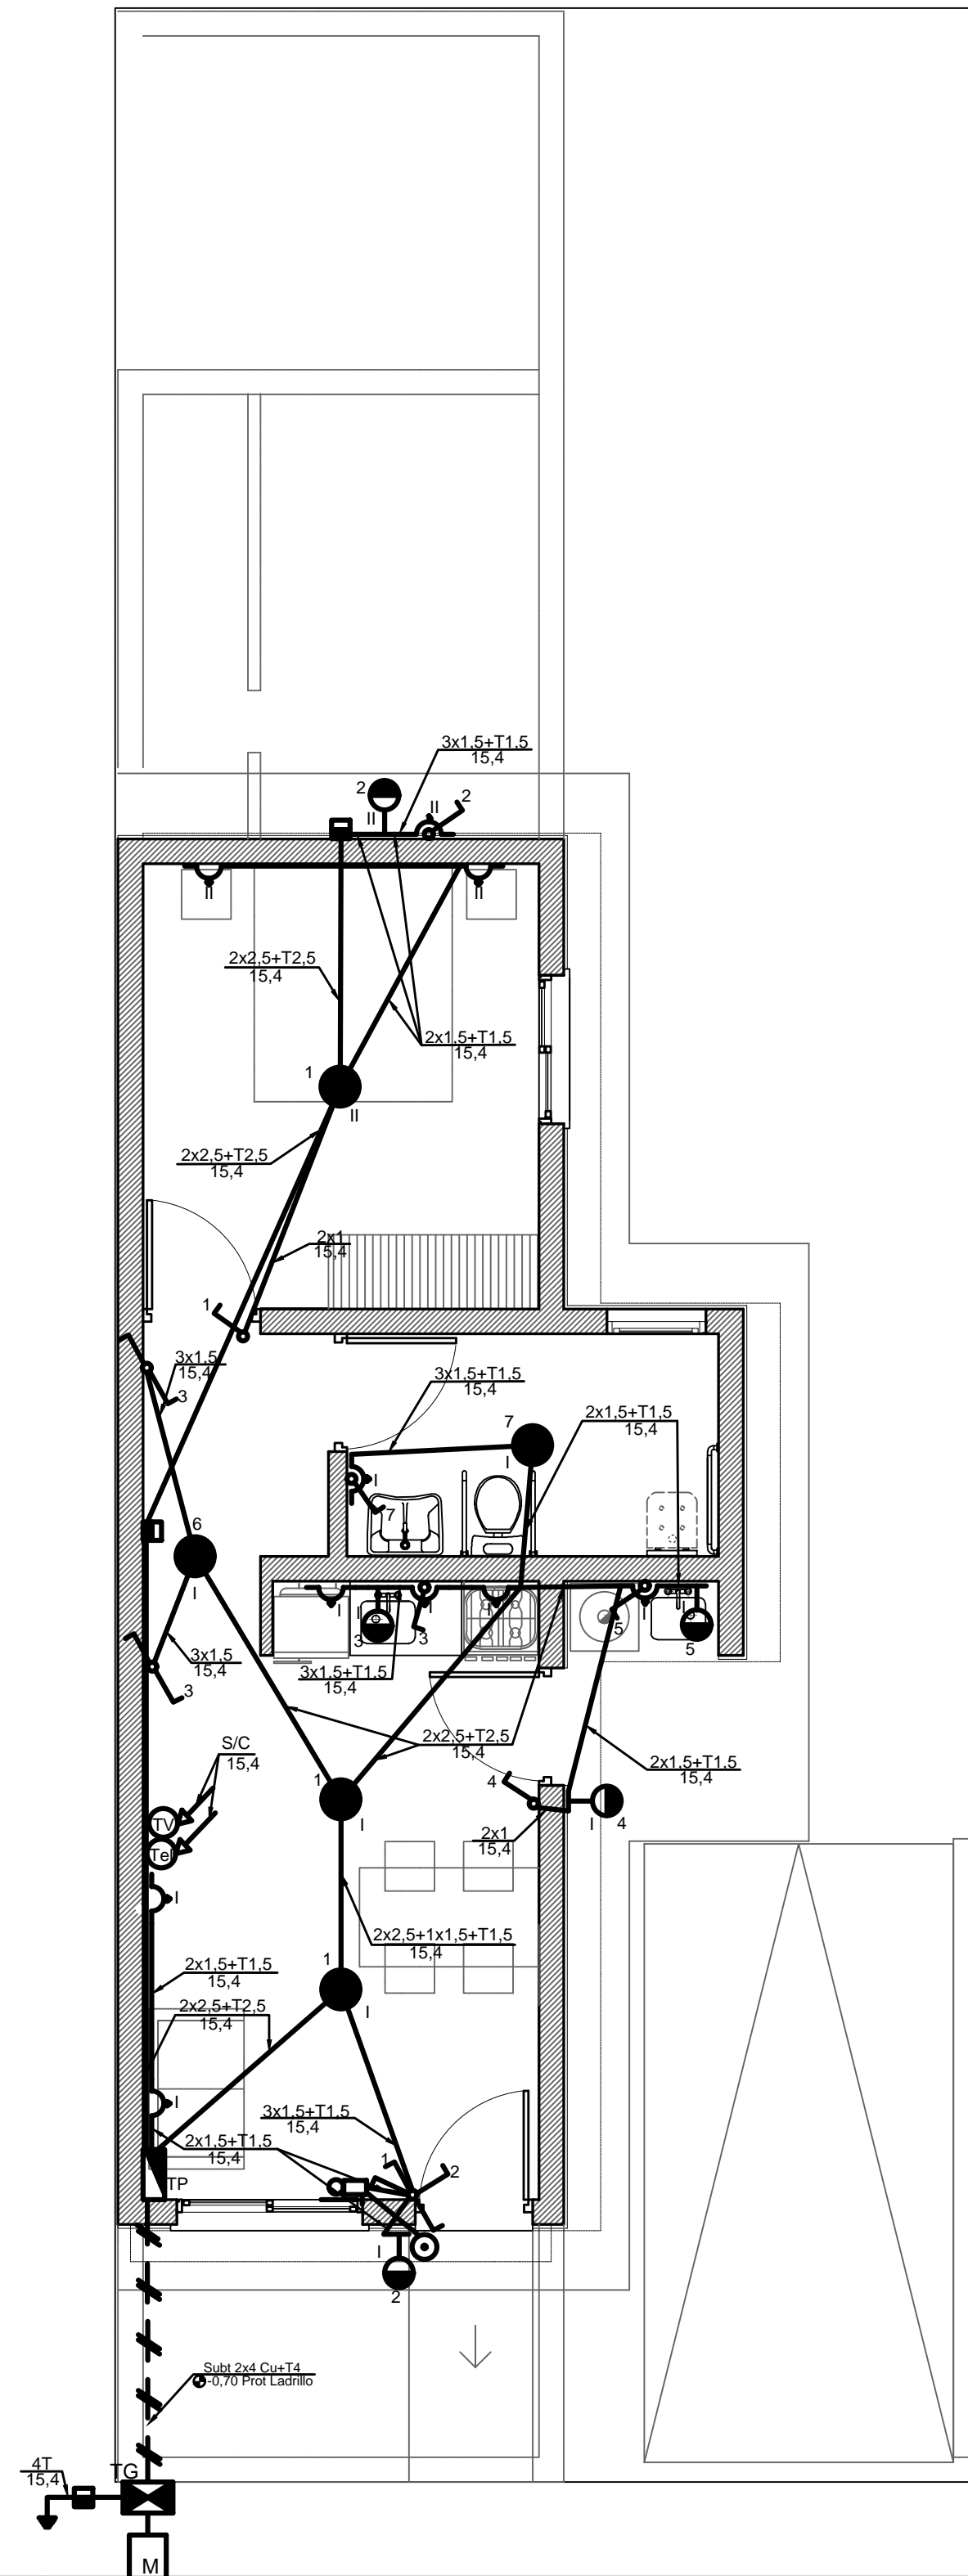 3x1,5+T1,5
15,4
2
II
II
2
II
II
2x2,5+T2,5
15,4
2x1,5+T1,5
15,4
1
II
2x2,5+T2,5
15,4
2x1
15,4
1
3x1,5
15,4
3
3x1,5+T1,5
15,4
2x1,5+T1,5
15,4
7
I
I
7
6
I
I
I
I
I
I
I
I
3
3
5
5
3x1,5
15,4
3x1,5+T1,5
15,4
3
S/C
15,4
2x2,5+T2,5
15,4
2x1,5+T1,5
15,4
1
I
4
I
4
TV
Tel
2x1
15,4
I
2x2,5+1x1,5+T1,5
15,4
1
I
2x1,5+T1,5
15,4
2x2,5+T2,5
15,4
I
3x1,5+T1,5
15,4
2x1,5+T1,5
15,4
1
2
TP
I
2
Subt 2x4 Cu+T4
-0,70 Prot Ladrillo
4T
15,4
TG
M